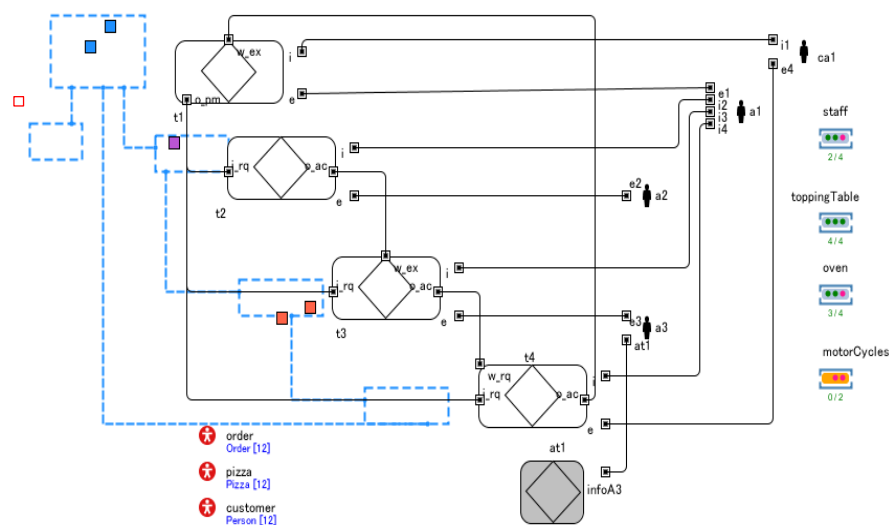 w_ex
i
i1
ca1
e4
o_pm
e
e1
i2
i3
a1
i4
t1
staff
2/4
i
i_rq
o_ac
e2
e
a2
t2
toppingTable
4/4
w_ex
i
oven
i_rq
o_ac
3/4
e
e3
a3
t3
at1
t4
motorCycles
w_rq
i
i_rq
o_ac
0/2
e
order
Order [12]
at1
pizza
Pizza [12]
infoA3
customer
Person [12]